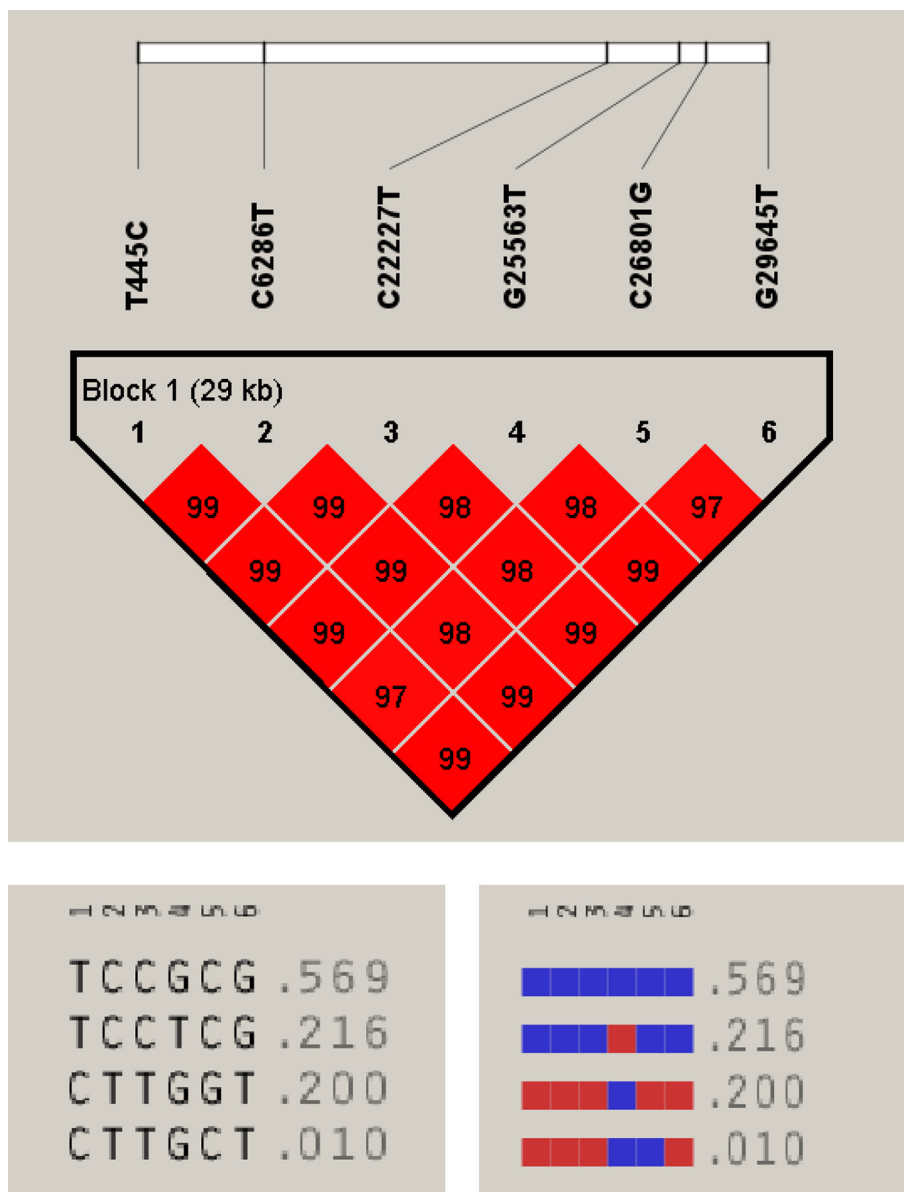 T445C C6286T C22227T G25563T C26801G G29645T
Block 1 (29 kb)
1 2 3 4 5 6
99 99 98 98 97
99 99 98 99
99 98 99
97 99
99
1 2 3 4 5 6
TCCGCG .569
TCCTCG .216
CTTGGT .200
CTTGCT .010
1 2 3 4 5 6
.569
.216
.200
.010